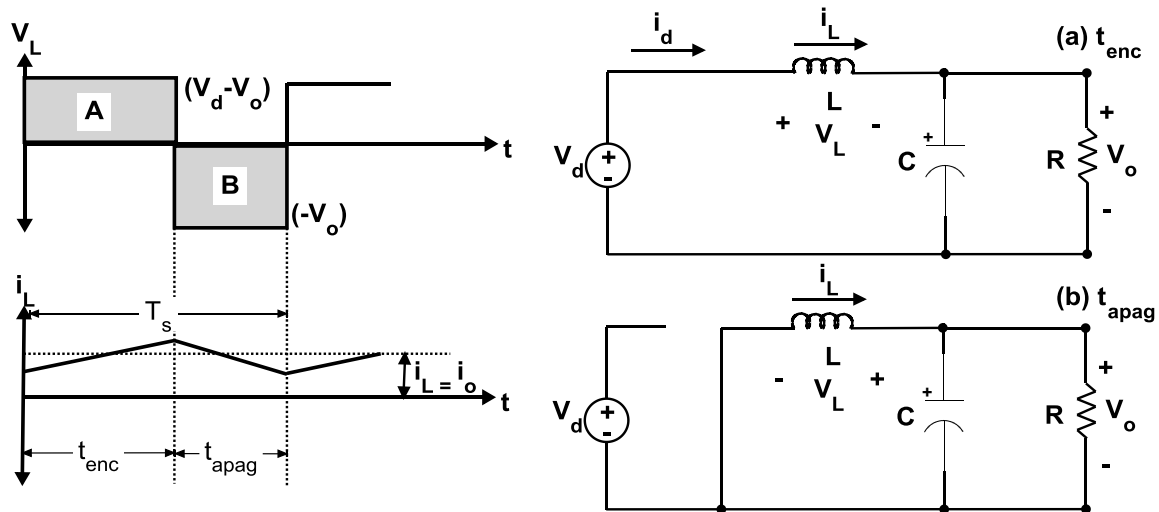 V_L
A
(V_d-V_o)
t
B
(-V_o)
i_L
T_s
i_L = i_o
t
t_enc
t_apag
i_d
i_L
(a) t_enc
L
+ V_L -
V_d
+
-
C
+
R
+
V_o
-
i_L
(b) t_apag
L
- V_L +
V_d
+
-
C
+
R
+
V_o
-